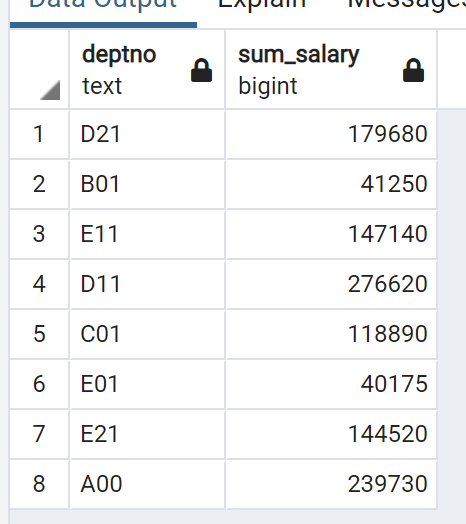 Data Output Explain Messages
deptno sum_salary
text bigint
1 D21 179680
2 B01 41250
3 E11 147140
4 D11 276620
5 C01 118890
6 E01 40175
7 E21 144520
8 A00 239730